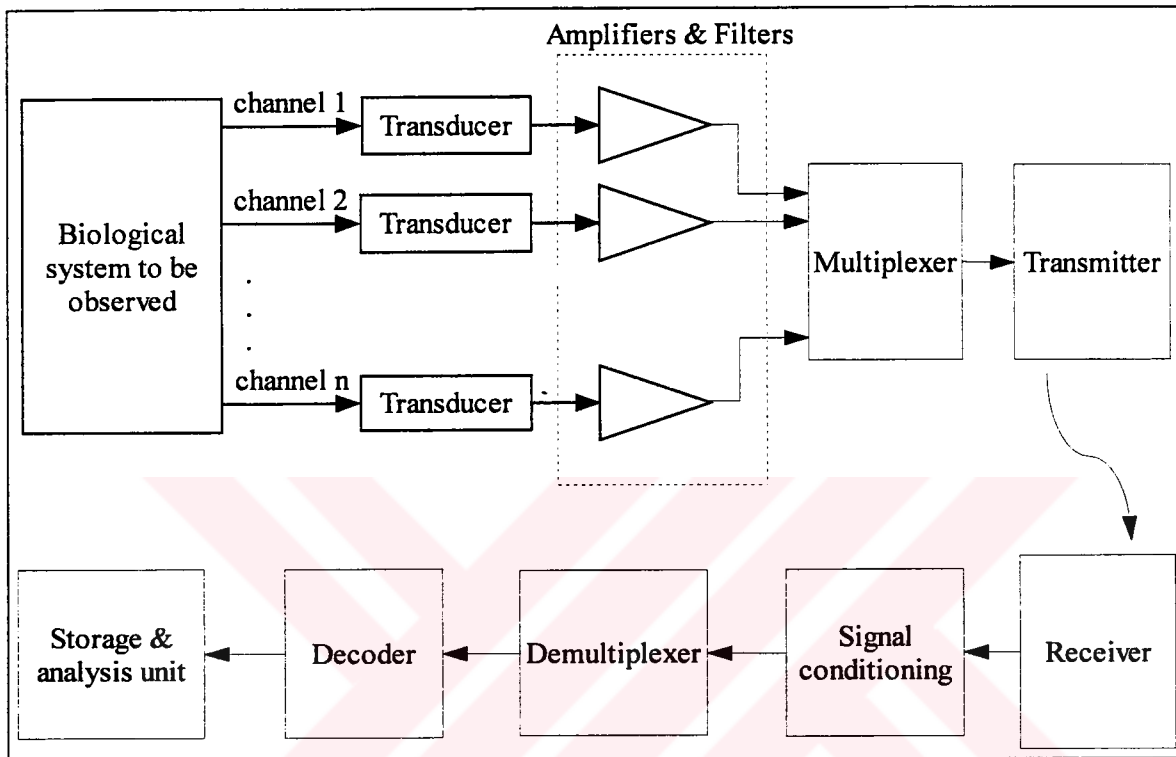 Amplifiers & Filters
channel 1
Transducer
channel 2
Transducer
Biological
system to be
observed
.
.
.
channel n
Transducer
Multiplexer
Transmitter
Storage &
analysis unit
Decoder
Demultiplexer
Signal
conditioning
Receiver